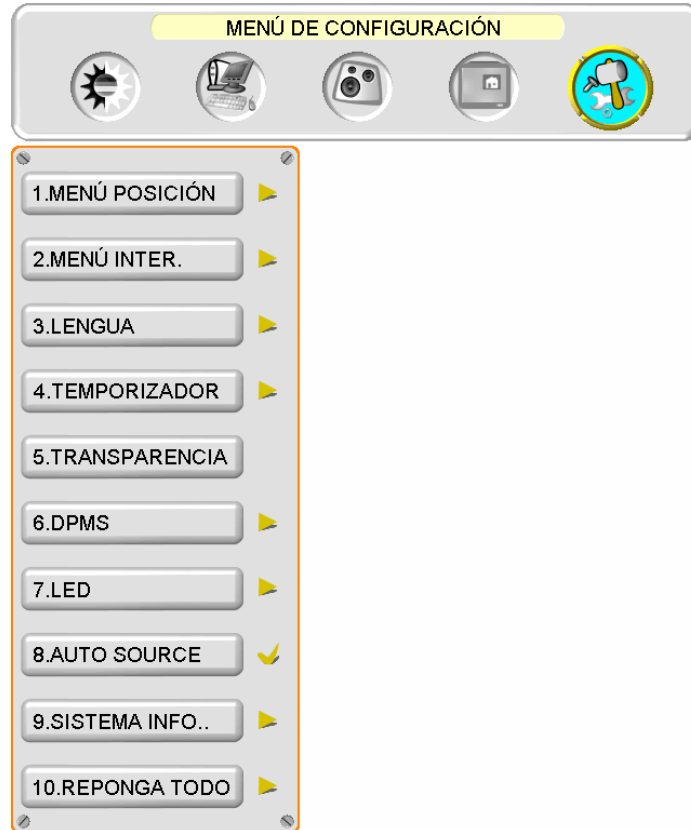 MENÚ DE CONFIGURACIÓN
1.MENÚ POSICIÓN
2.MENÚ INTER.
3.LENGUA
4.TEMPORIZADOR
5.TRANSPARENCIA
6.DPMS
7.LED
8.AUTO SOURCE
9.SISTEMA INFO..
10.REPONGA TODO